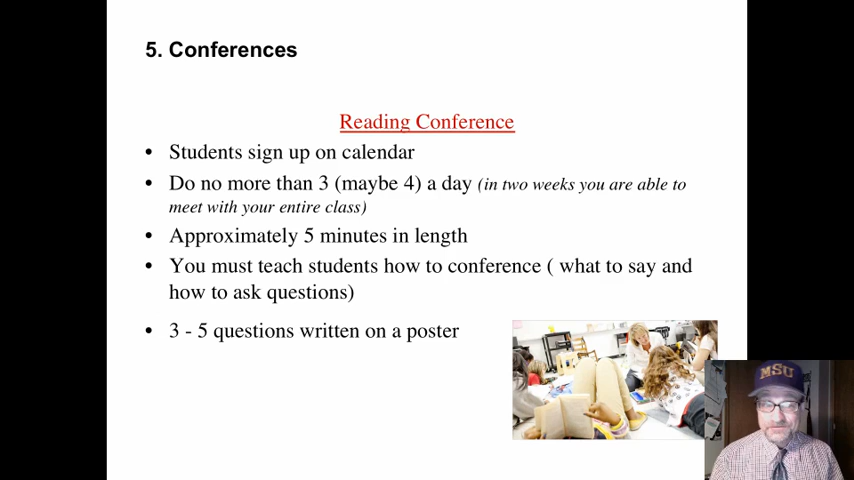 5. Conferences
Reading Conference
• Students sign up on calendar
• Do no more than 3 (maybe 4) a day (in two weeks you are able to
meet with your entire class)
• Approximately 5 minutes in length
• You must teach students how to conference ( what to say and
how to ask questions)
• 3 - 5 questions written on a poster
MSU